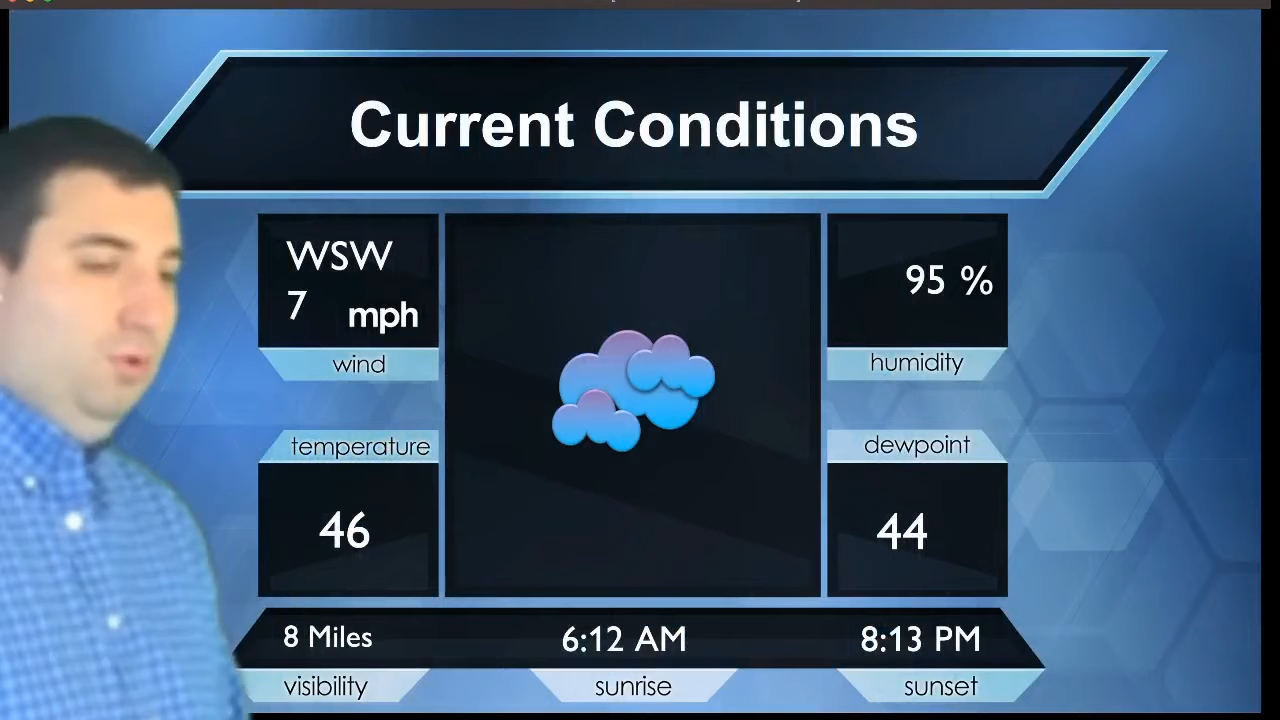 Current Conditions
WSW
7 mph
wind
95 %
humidity
temperature
46
dewpoint
44
8 Miles
visibility
6:12 AM
sunrise
8:13 PM
sunset